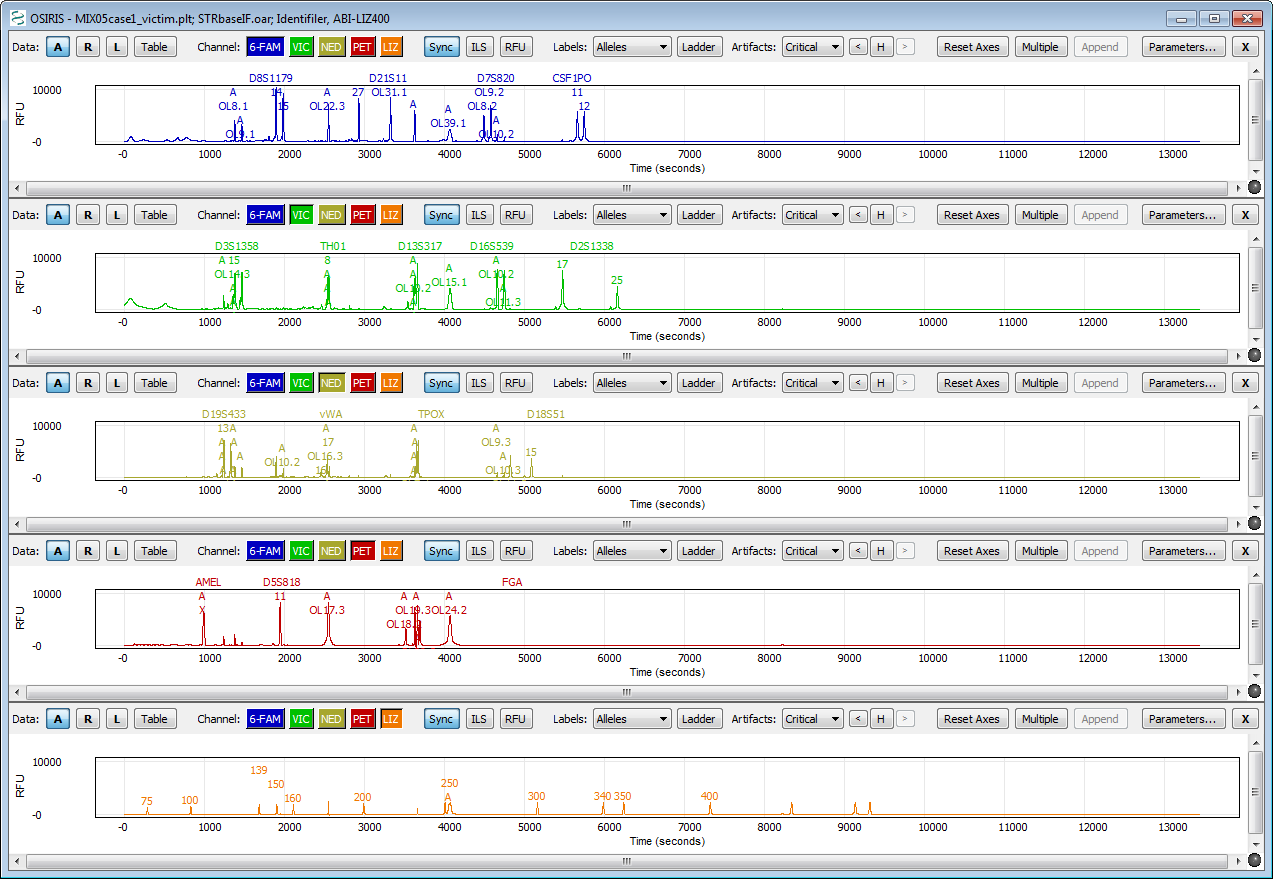 OSIRIS - MIX05case1_victim.plt; STRbaseIF.oar; Identifiler, ABI-LIZ400
Data: A R L Table Channel: 6-FAM VIC NED PET LIZ Sync ILS RFU Labels: Alleles Ladder Artifacts: Critical < H > Reset Axes Multiple Append Parameters... X
D8S1179 D21S11 D7S820 CSF1PO
10000 A 14 A 27 OL31.1 OL9.2 11
OL8.1 15 OL22.3 A A OL8.2 12
RFU A OL39.1 A
OL9.1 OL10.2
-0
-0 1000 2000 3000 4000 5000 6000 7000 8000 9000 10000 11000 12000 13000
Time (seconds)
Data: A R L Table Channel: 6-FAM VIC NED PET LIZ Sync ILS RFU Labels: Alleles Ladder Artifacts: Critical < H > Reset Axes Multiple Append Parameters... X
D3S1358 TH01 D13S317 D16S539 D2S1338
10000 A 15 8 A A A 17
OL14.3 A A OL15.1 OL10.2 25
RFU A A
OL11.3
-0
-0 1000 2000 3000 4000 5000 6000 7000 8000 9000 10000 11000 12000 13000
Time (seconds)
Data: A R L Table Channel: 6-FAM VIC NED PET LIZ Sync ILS RFU Labels: Alleles Ladder Artifacts: Critical < H > Reset Axes Multiple Append Parameters... X
D19S433 vWA TPOX D18S51
10000 13 A A A A
A A A 17 A OL9.3
RFU A A OL10.2 OL16.3 A A 15
A OL10.3
-0
-0 1000 2000 3000 4000 5000 6000 7000 8000 9000 10000 11000 12000 13000
Time (seconds)
Data: A R L Table Channel: 6-FAM VIC NED PET LIZ Sync ILS RFU Labels: Alleles Ladder Artifacts: Critical < H > Reset Axes Multiple Append Parameters... X
AMEL D5S818 FGA
10000 A 11 A A A A
X OL17.3 OL19.3 OL24.2
RFU
-0
-0 1000 2000 3000 4000 5000 6000 7000 8000 9000 10000 11000 12000 13000
Time (seconds)
Data: A R L Table Channel: 6-FAM VIC NED PET LIZ Sync ILS RFU Labels: Alleles Ladder Artifacts: Critical < H > Reset Axes Multiple Append Parameters... X
10000 139
150 250
RFU 75 100 160 200 A 300 340 350 400
-0
-0 1000 2000 3000 4000 5000 6000 7000 8000 9000 10000 11000 12000 13000
Time (seconds)